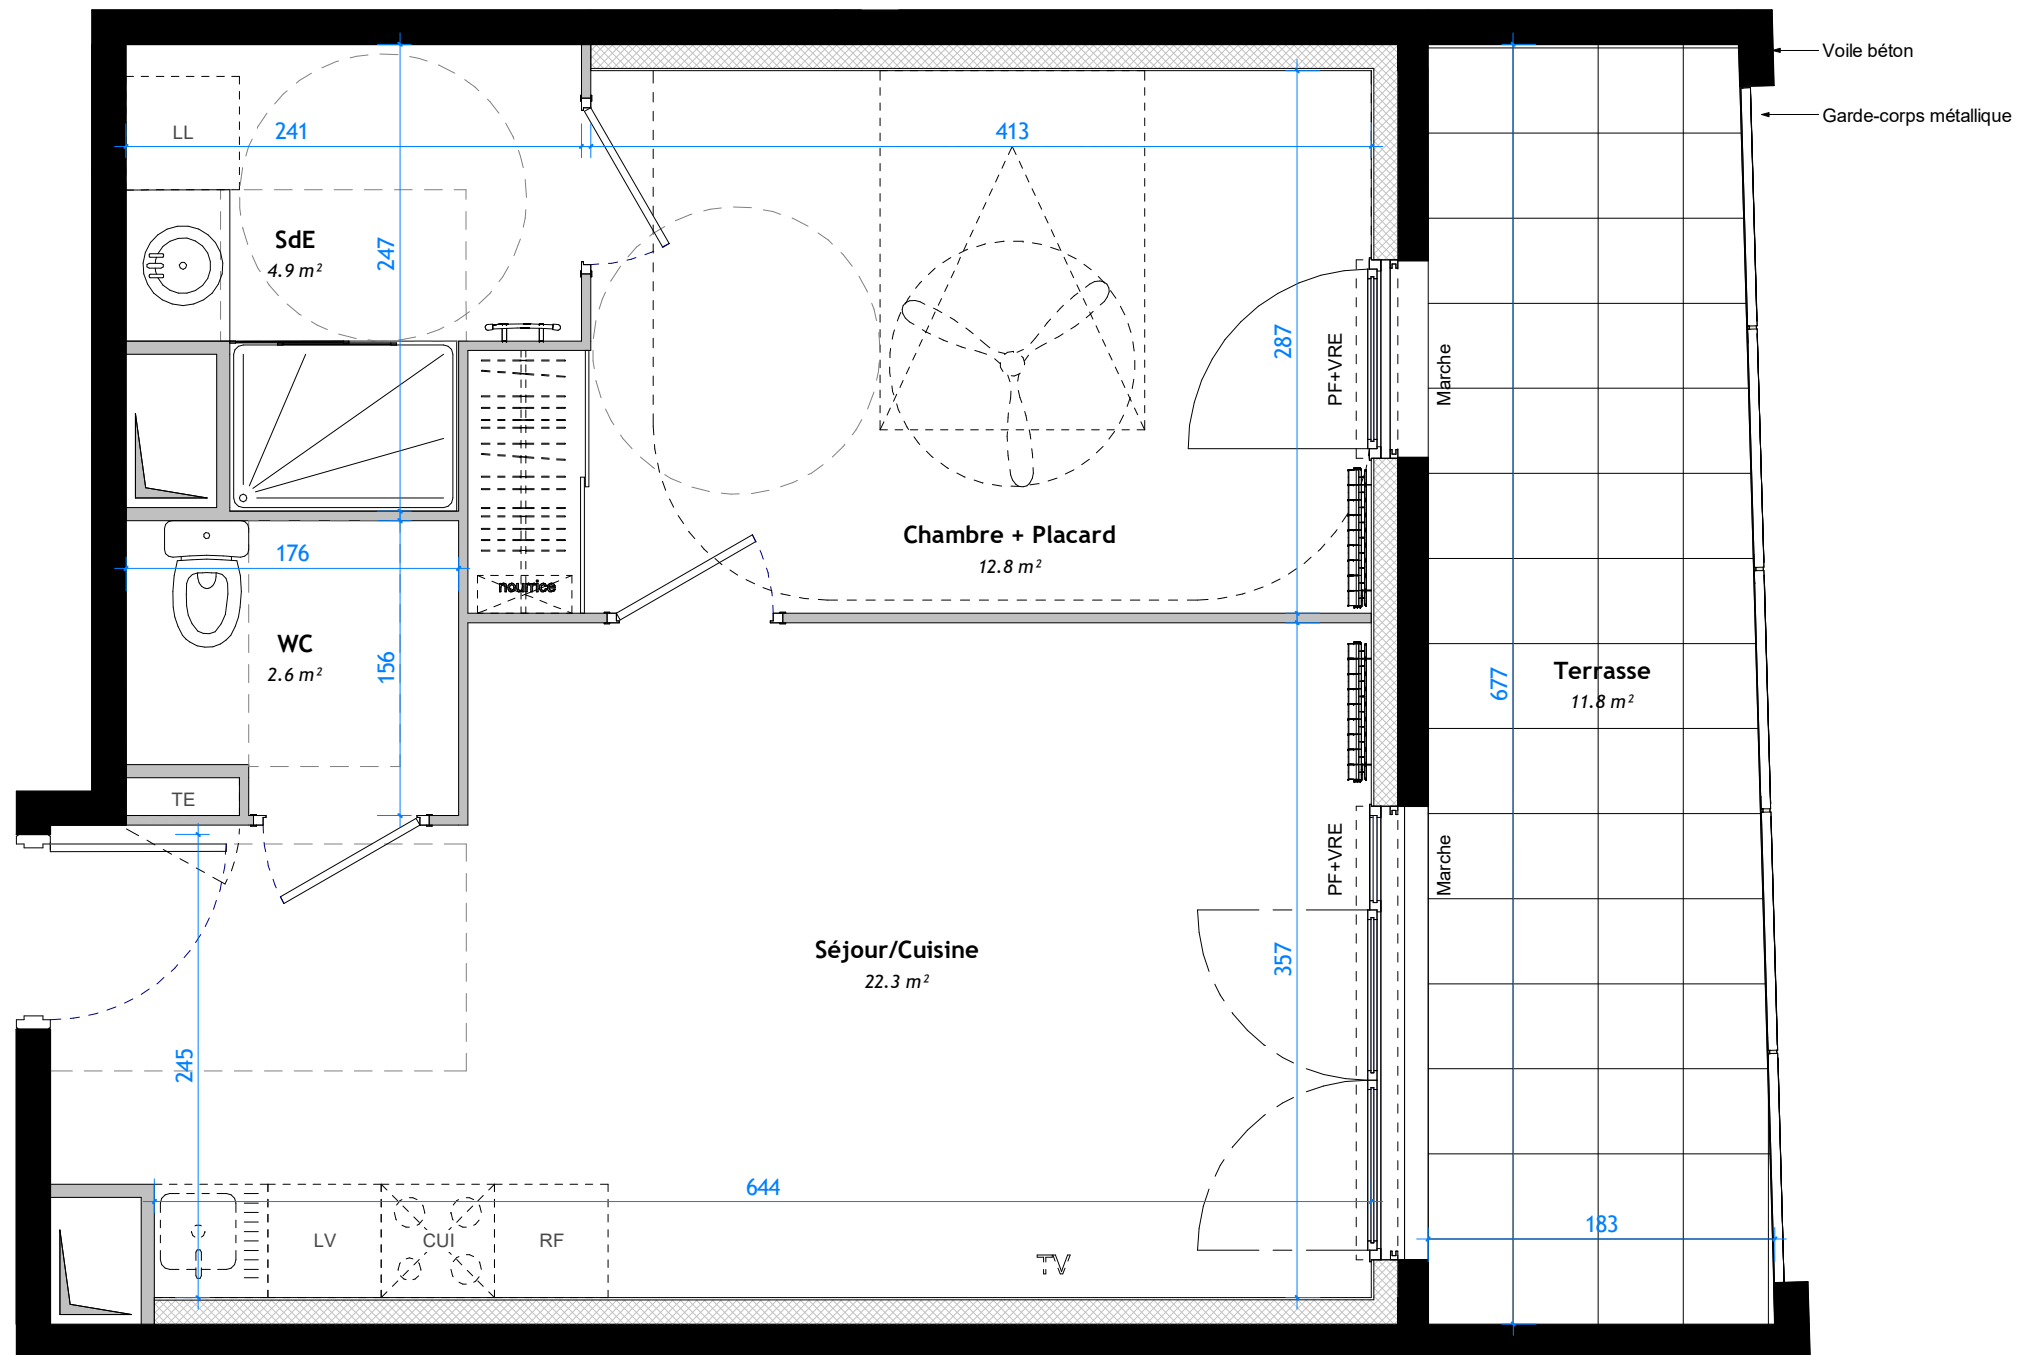 Voile béton
Garde-corps métallique
LL
241
413
SdE
4.9 m²
247
287
PF+VRE
Marche
Chambre + Placard
12.8 m²
176
nourrice
WC
2.6 m²
156
677
Terrasse
11.8 m²
TE
PF+VRE
Marche
Séjour/Cuisine
22.3 m²
357
245
644
183
LV
CUI
RF
TV